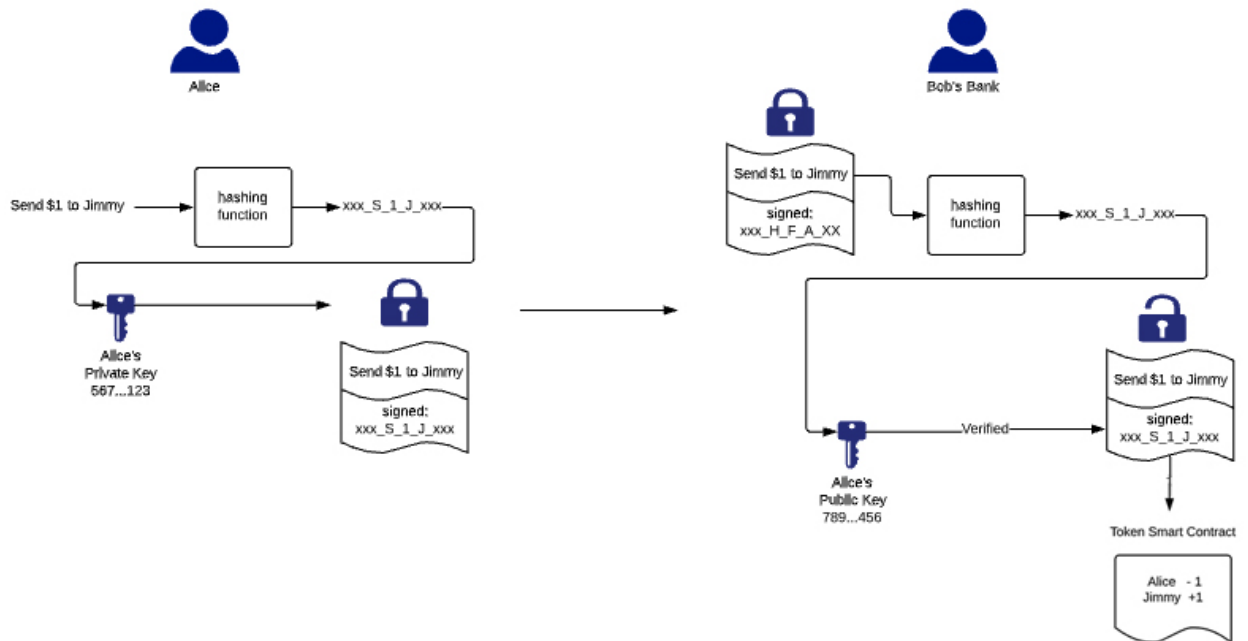 Alice
Send $1 to Jimmy
hashing
function
xxx_S_1_J_xxx
Alice's
Private Key
567...123
Send $1 to Jimmy
signed:
xxx_S_1_J_xxx
Bob's Bank
Send $1 to Jimmy
signed:
xxx_H_F_A_XX
hashing
function
xxx_S_1_J_xxx
Alice's
Public Key
789...456
Verified
Send $1 to Jimmy
signed:
xxx_S_1_J_xxx
Token Smart Contract
Alice - 1
Jimmy +1